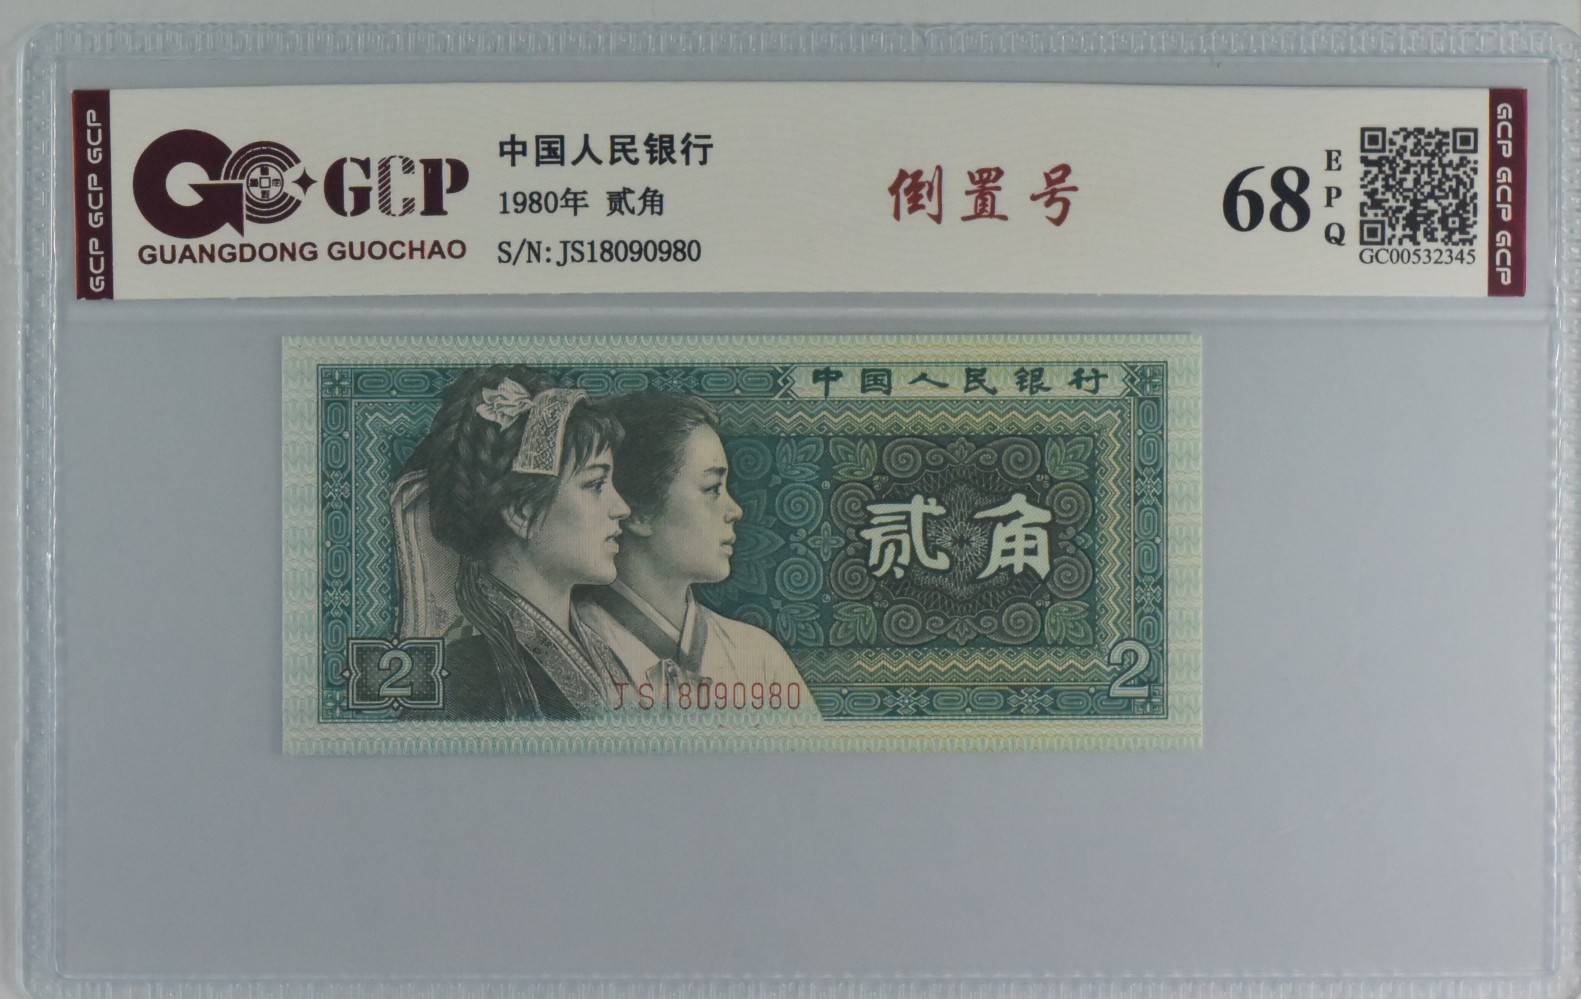 GCP GCP GCP
GCP
GUANGDONG GUOCHAO
中国人民银行
1980年 贰角
S/N: JS18090980
倒置号
68
EPQ
GC00532345
GCP GCP GCP
中国人民银行
贰角
2
2
JS18090980